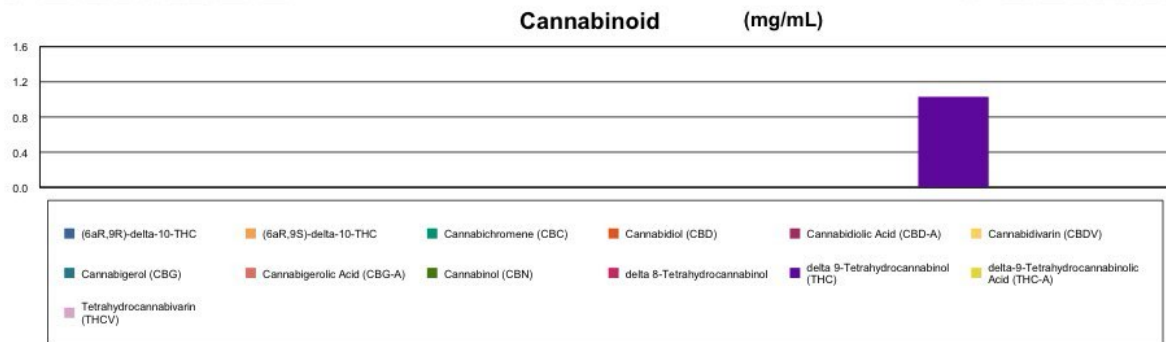 Cannabinoid (mg/mL)
1.6
1.2
0.8
0.4
0.0
(6aR,9R)-delta-10-THC
(6aR,9S)-delta-10-THC
Cannabichromene (CBC)
Cannabidiol (CBD)
Cannabidiolic Acid (CBD-A)
Cannabidivarin (CBDV)
Cannabigerol (CBG)
Cannabigerolic Acid (CBG-A)
Cannabinol (CBN)
delta 8-Tetrahydrocannabinol
delta 9-Tetrahydrocannabinol
(THC)
delta-9-Tetrahydrocannabinolic
Acid (THC-A)
Tetrahydrocannabivarin
(THCV)